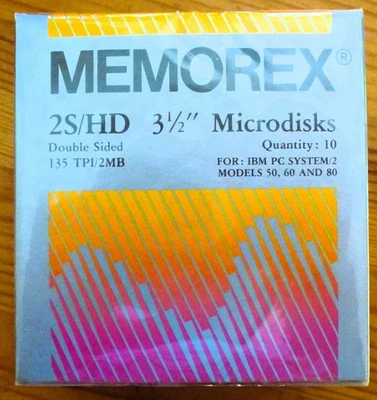 MEMOREX®
2S/HD 3½" Microdisks
Double Sided Quantity: 10
135 TPI/2MB FOR: IBM PC SYSTEM/2
MODELS 50, 60 AND 80